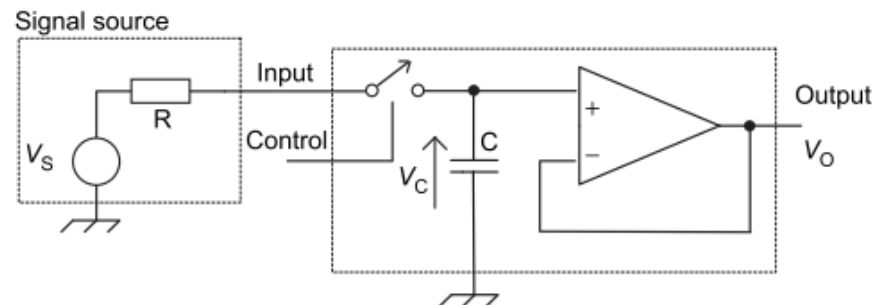 Signal source
Input
R
Control
V_S
V_C
C
+
−
Output
V_O